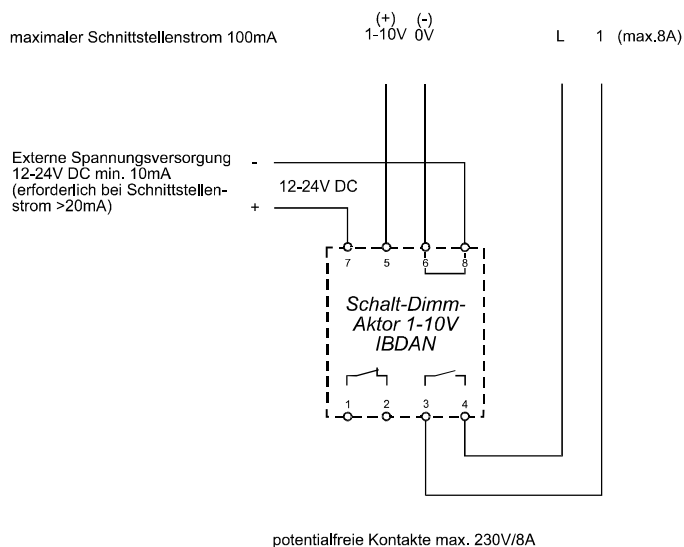 maximaler Schnittstellenstrom 100mA
(+) (-)
1-10V 0V
L 1 (max.8A)
Externe Spannungsversorgung -
12-24V DC min. 10mA
(erforderlich bei Schnittstellen-
strom >20mA) +
12-24V DC
7 5 6 8
Schalt-Dimm-
Aktor 1-10V
IBDAN
1 2 3 4
potentialfreie Kontakte max. 230V/8A